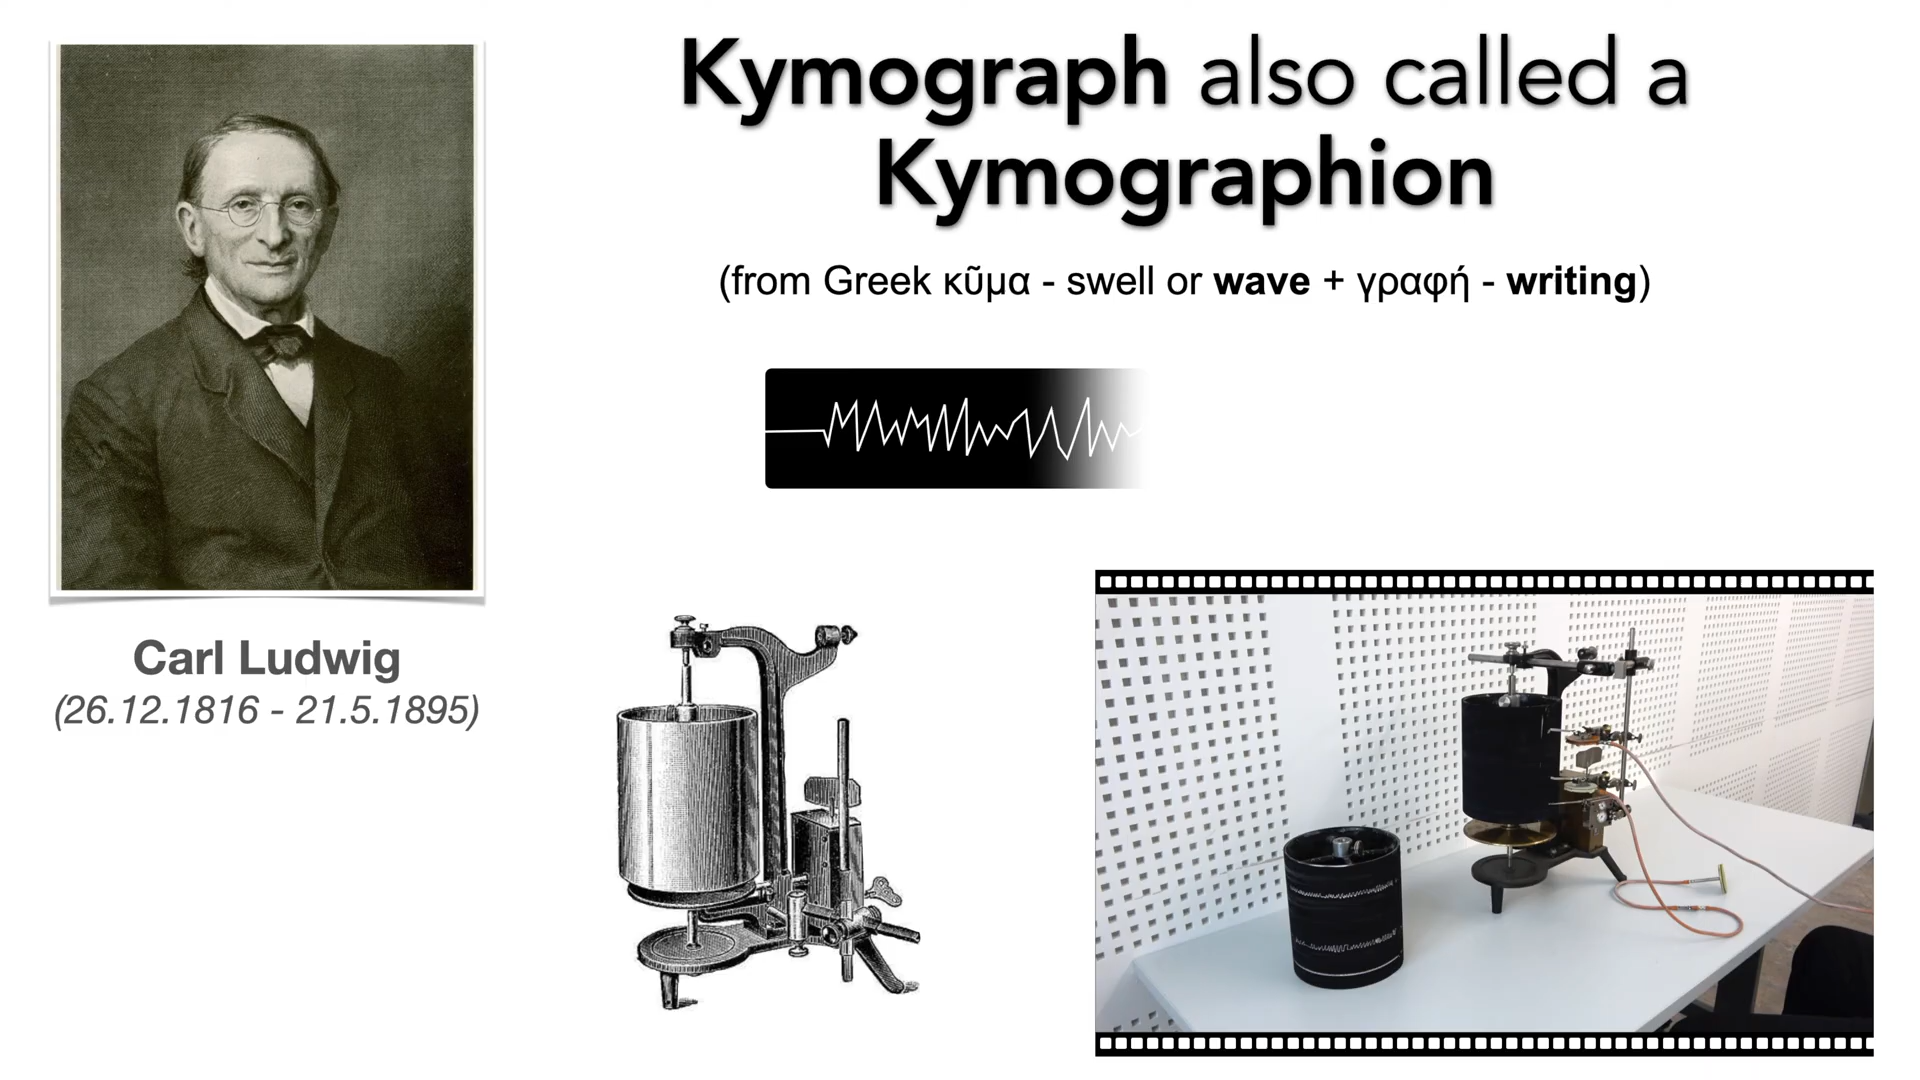 Kymograph also called a
Kymographion
(from Greek κῦμα - swell or wave + γραφή - writing)
Carl Ludwig
(26.12.1816 - 21.5.1895)